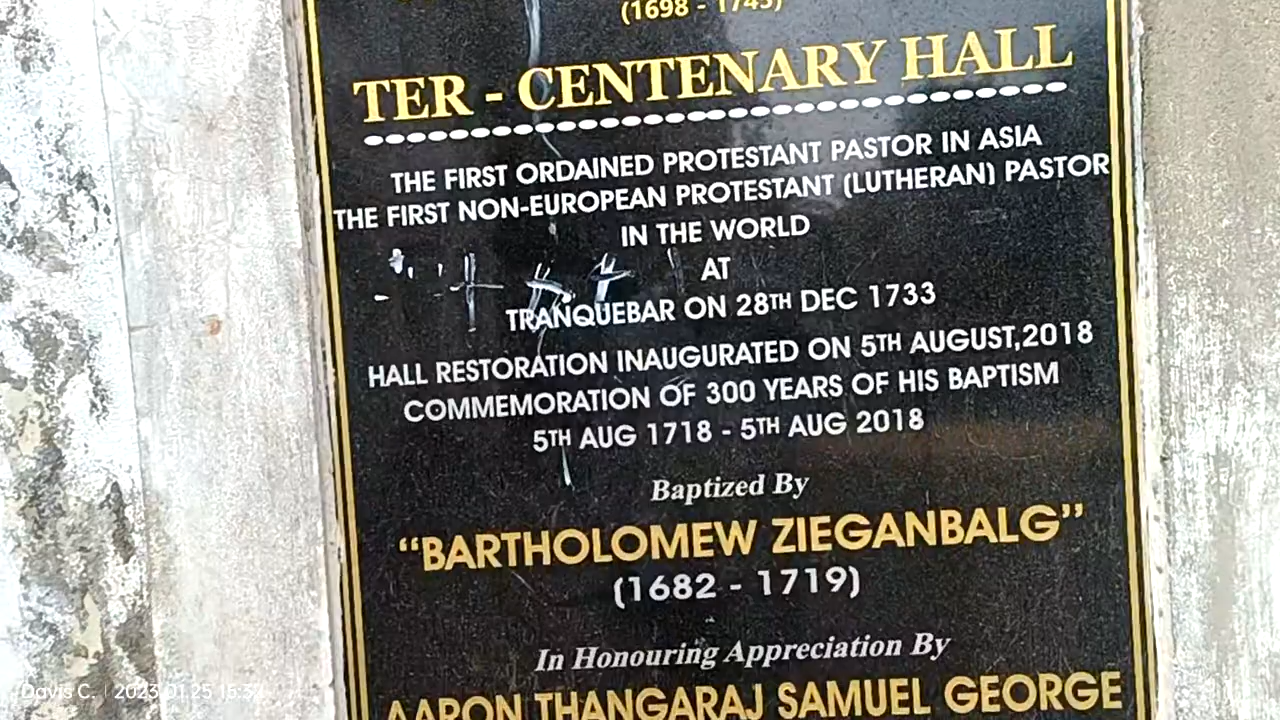 (1698 - 1745)
TER - CENTENARY HALL
THE FIRST ORDAINED PROTESTANT PASTOR IN ASIA
THE FIRST NON-EUROPEAN PROTESTANT (LUTHERAN) PASTOR
IN THE WORLD
AT
TRANQUEBAR ON 28TH DEC 1733
HALL RESTORATION INAUGURATED ON 5TH AUGUST,2018
COMMEMORATION OF 300 YEARS OF HIS BAPTISM
5TH AUG 1718 - 5TH AUG 2018
Baptized By
“BARTHOLOMEW ZIEGANBALG”
(1682 - 1719)
In Honouring Appreciation By
AARON THANGARAJ SAMUEL GEORGE
Davis C. | 2023.01.25